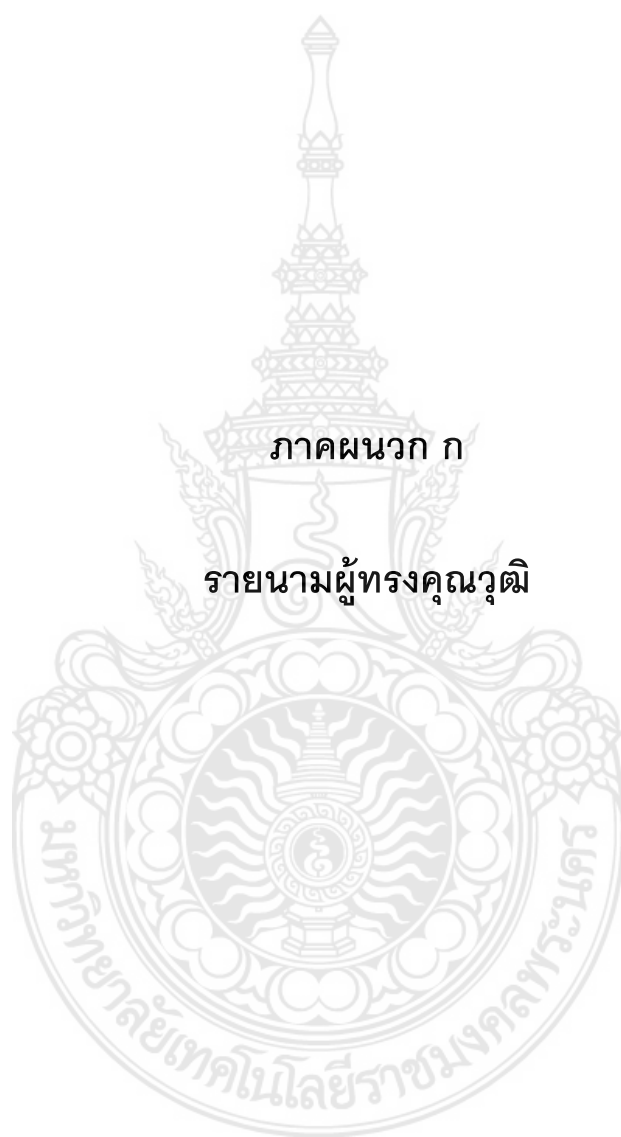 ภาคผนวก ก
รายนามผู้ทรงคุณวุฒิ
มหาวิทยาลัยเทคโนโลยีราชมงคลพระนคร